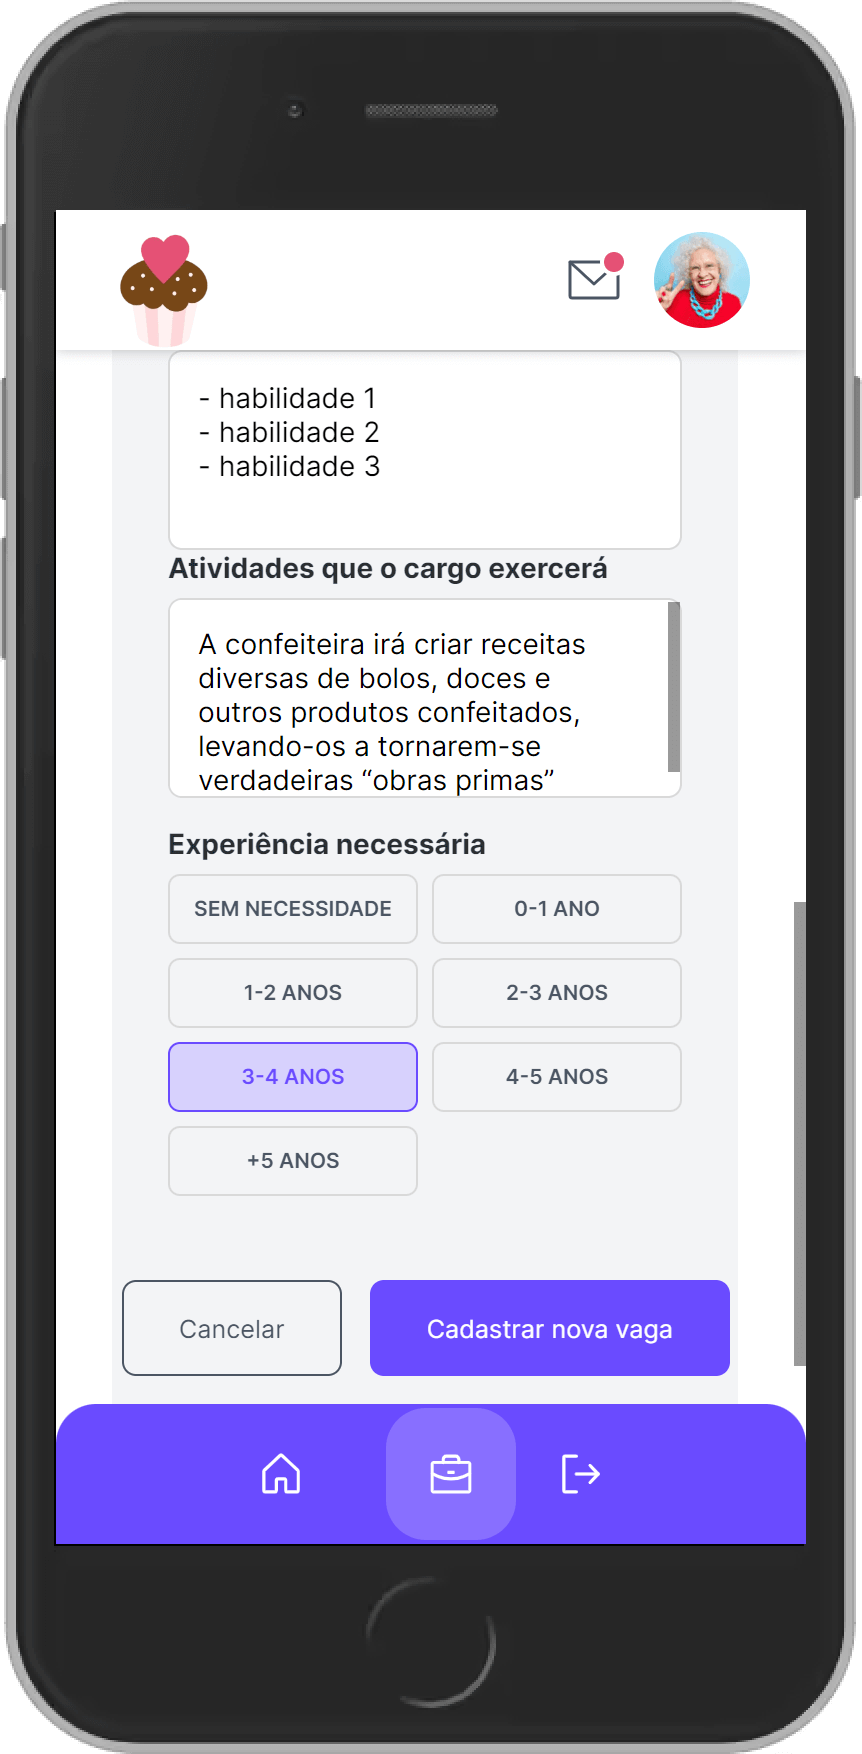 - habilidade 1
- habilidade 2
- habilidade 3
Atividades que o cargo exercerá
A confeiteira irá criar receitas
diversas de bolos, doces e
outros produtos confeitados,
levando-os a tornarem-se
verdadeiras “obras primas”
Experiência necessária
SEM NECESSIDADE
0-1 ANO
1-2 ANOS
2-3 ANOS
3-4 ANOS
4-5 ANOS
+5 ANOS
Cancelar
Cadastrar nova vaga